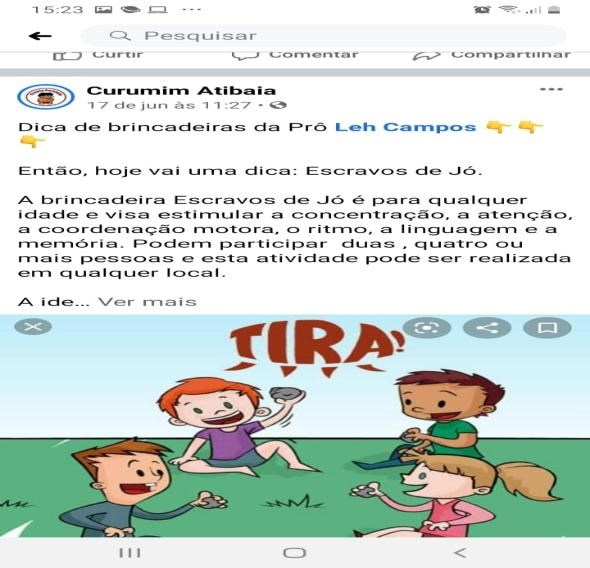 15:23
Pesquisar
Curtir Comentar Compartilhar
Curumim Atibaia
17 de jun às 11:27 •
Dica de brincadeiras da Prô Leh Campos 👉👉
👉
Então, hoje vai uma dica: Escravos de Jó.
A brincadeira Escravos de Jó é para qualquer
idade e visa estimular a concentração, a atenção,
a coordenação motora, o ritmo, a linguagem e a
memória. Podem participar duas , quatro ou
mais pessoas e esta atividade pode ser realizada
em qualquer local.
A ide... Ver mais
TIRA!